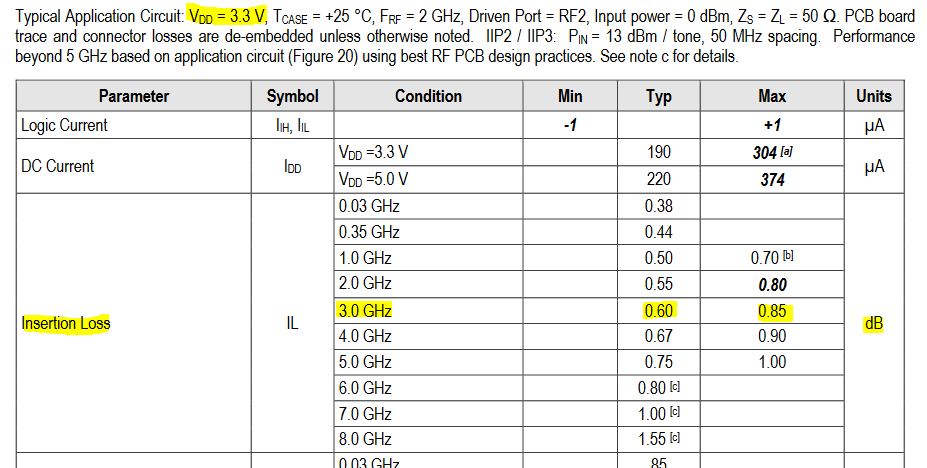 Typical Application Circuit: VDD = 3.3 V, TCASE = +25 °C, FRF = 2 GHz, Driven Port = RF2, Input power = 0 dBm, ZS = ZL = 50 Ω. PCB board
trace and connector losses are de-embedded unless otherwise noted. IIP2 / IIP3: PIN = 13 dBm / tone, 50 MHz spacing. Performance
beyond 5 GHz based on application circuit (Figure 20) using best RF PCB design practices. See note c for details.
Parameter Symbol Condition Min Typ Max Units
Logic Current IIH, IIL -1 +1 µA
DC Current IDD VDD =3.3 V 190 304 [a] µA
VDD =5.0 V 220 374
Insertion Loss IL 0.03 GHz 0.38 dB
0.35 GHz 0.44
1.0 GHz 0.50 0.70 [b]
2.0 GHz 0.55 0.80
3.0 GHz 0.60 0.85
4.0 GHz 0.67 0.90
5.0 GHz 0.75 1.00
6.0 GHz 0.80 [c]
7.0 GHz 1.00 [c]
8.0 GHz 1.55 [c]
0.03 GHz 85